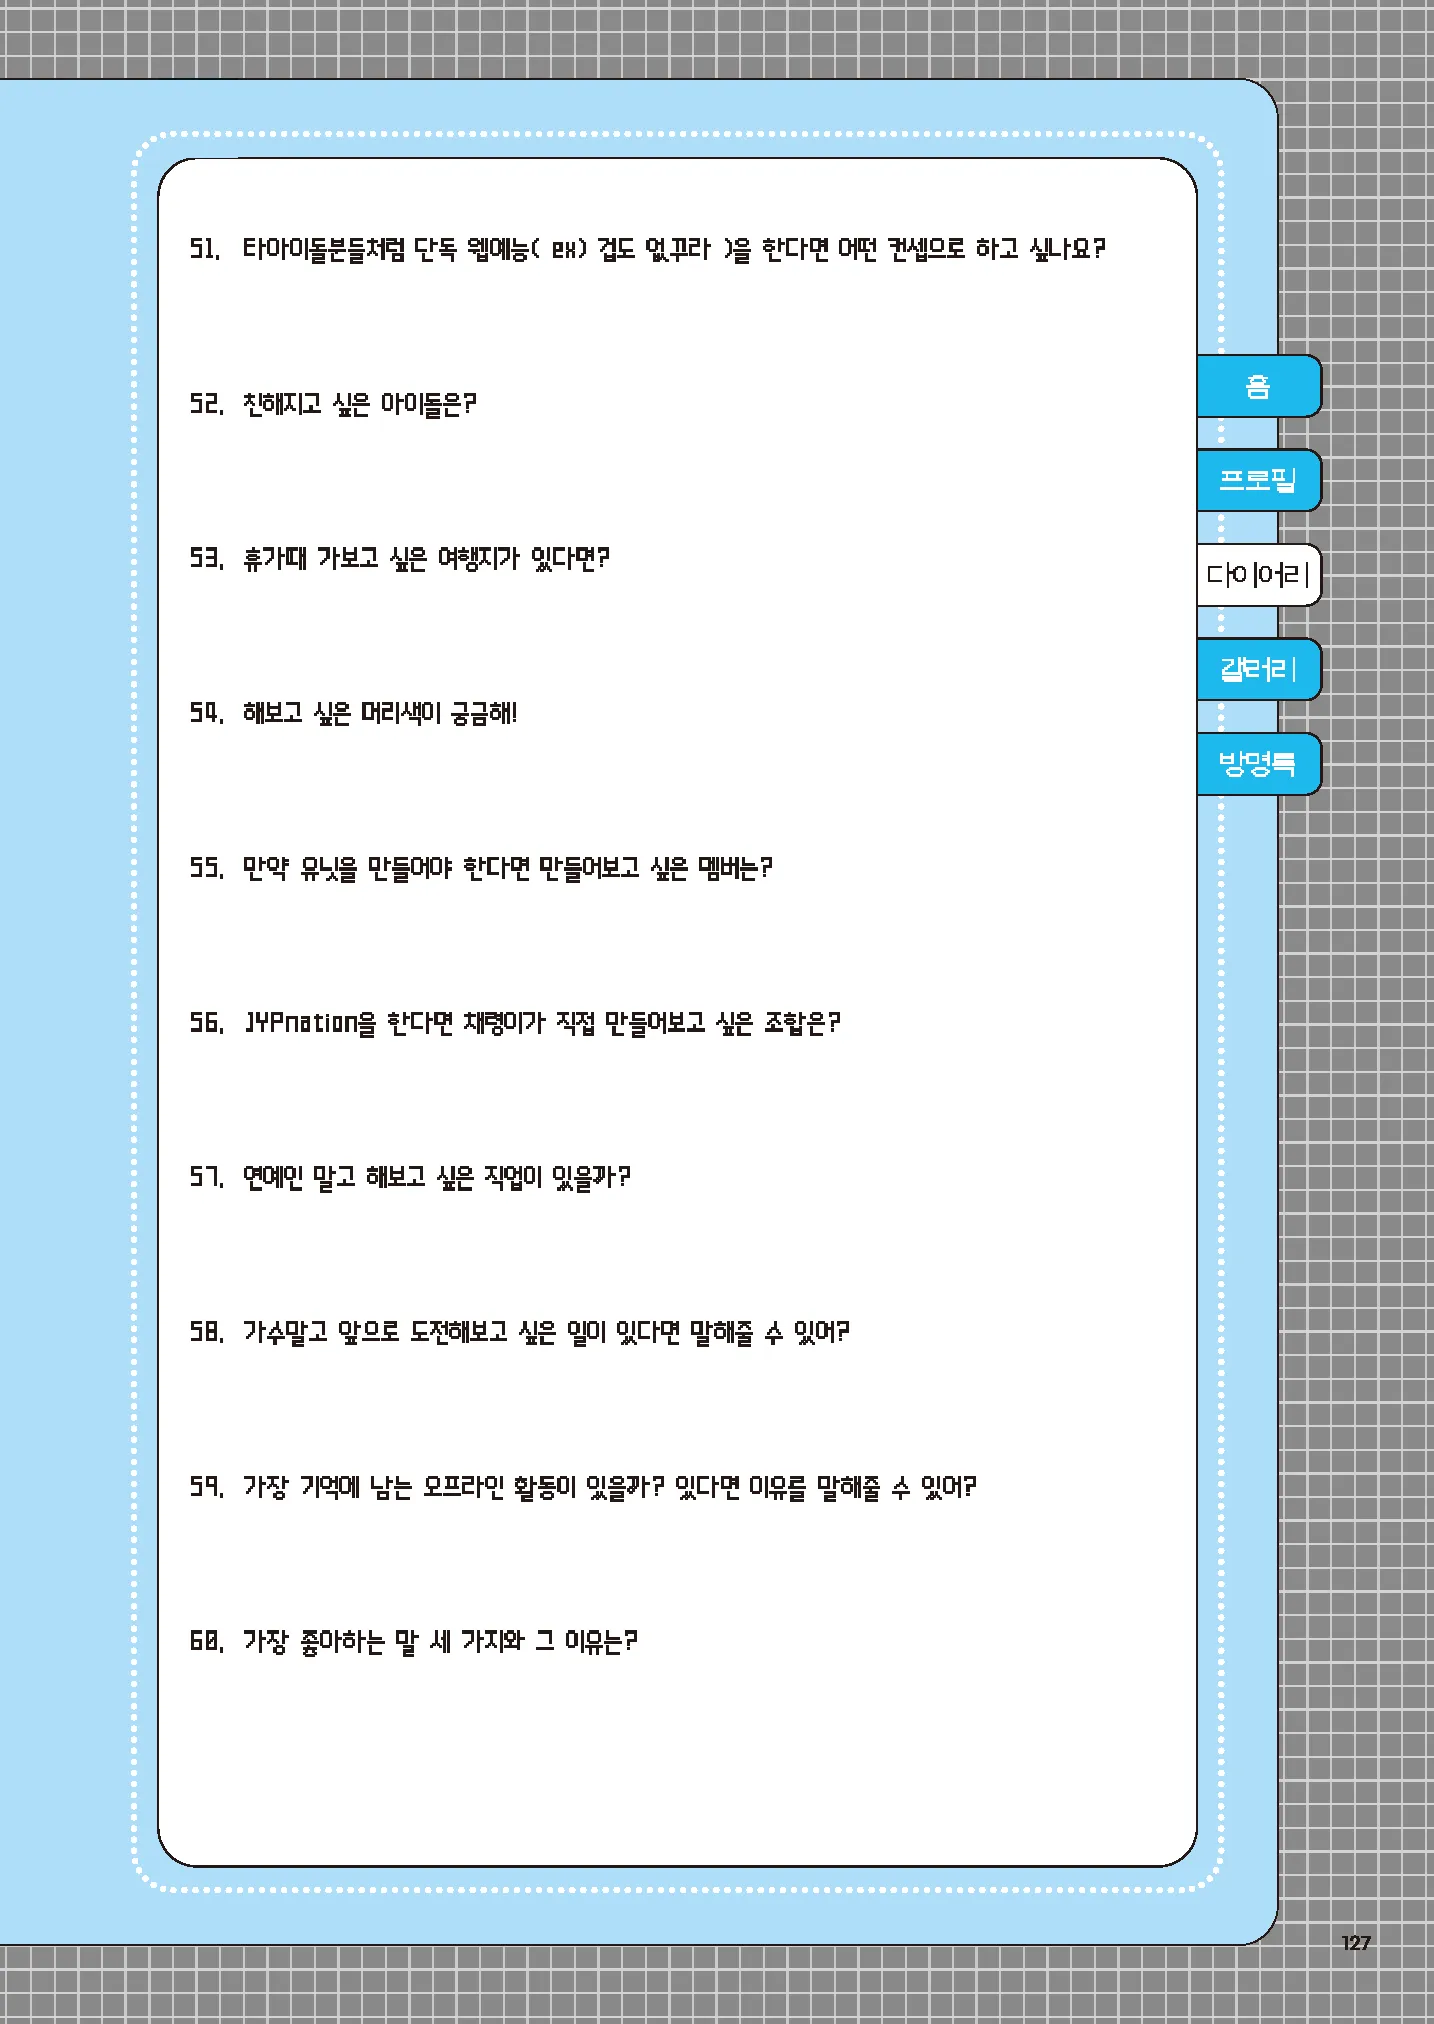 51. 타아이돌분들처럼 단독 웹예능( ex) 겁도 없꾸라 )을 한다면 어떤 컨셉으로 하고 싶나요?
52. 친해지고 싶은 아이돌은?
53. 휴가때 가보고 싶은 여행지가 있다면?
54. 해보고 싶은 머리색이 궁금해!
55. 만약 유닛을 만들어야 한다면 만들어보고 싶은 멤버는?
56. JYPnation을 한다면 채령이가 직접 만들어보고 싶은 조합은?
57. 연예인 말고 해보고 싶은 직업이 있을까?
58. 가수말고 앞으로 도전해보고 싶은 일이 있다면 말해줄 수 있어?
59. 가장 기억에 남는 오프라인 활동이 있을까? 있다면 이유를 말해줄 수 있어?
60. 가장 좋아하는 말 세 가지와 그 이유는?
홈
프로필
다이어리
갤러리
방명록
127